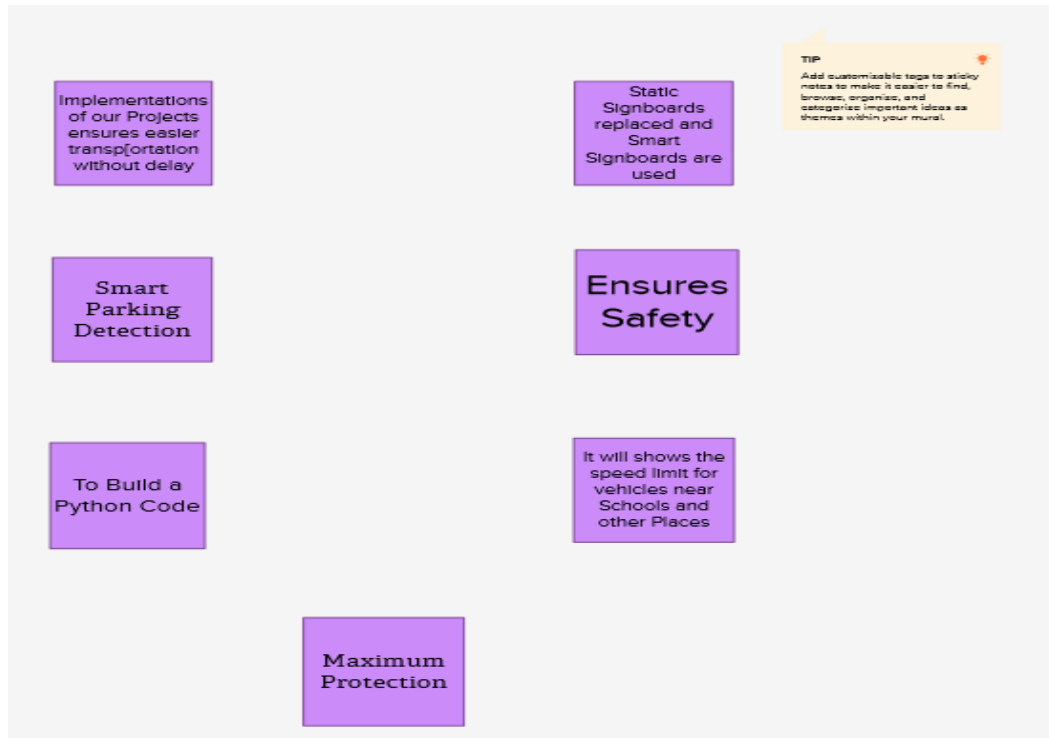 Implementations
of our Projects
ensures easier
transp[ortation
without delay
Static
Signboards
replaced and
Smart
Signboards are
used
TIP
Add customizable tags to sticky
notes to make it easier to find,
browse, organize, and
categorize important ideas as
themes within your mural.
Smart
Parking
Detection
Ensures
Safety
To Build a
Python Code
It will shows the
speed limit for
vehicles near
Schools and
other Places
Maximum
Protection